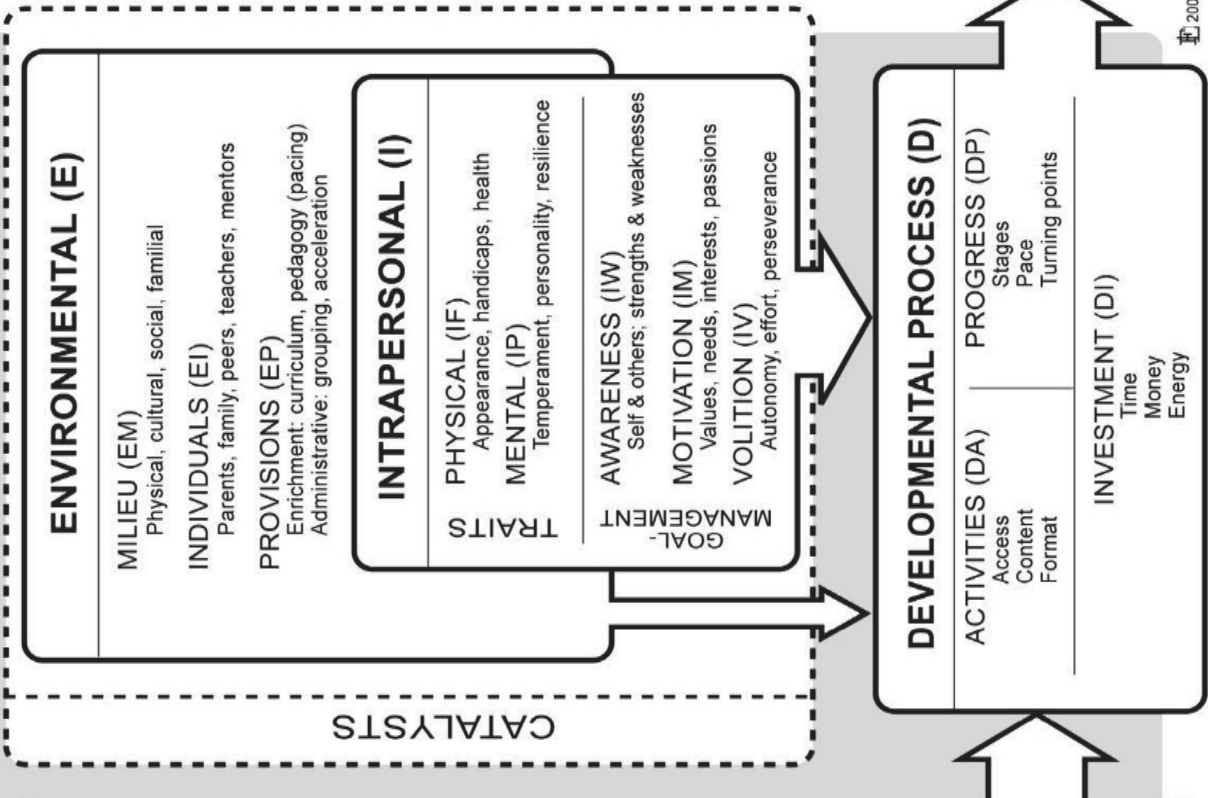 CATALYSTS
ENVIRONMENTAL (E)
MILIEU (EM)
Physical, cultural, social, familial
INDIVIDUALS (EI)
Parents, family, peers, teachers, mentors
PROVISIONS (EP)
Enrichment: curriculum, pedagogy (pacing)
Administrative: grouping, acceleration
INTRAPERSONAL (I)
TRAITS
PHYSICAL (IF)
Appearance, handicaps, health
MENTAL (IP)
Temperament, personality, resilience
GOAL-
MANAGEMENT
AWARENESS (IW)
Self & others; strengths & weaknesses
MOTIVATION (IM)
Values, needs, interests, passions
VOLITION (IV)
Autonomy, effort, perseverance
DEVELOPMENTAL PROCESS (D)
ACTIVITIES (DA)
Access
Content
Format
PROGRESS (DP)
Stages
Pace
Turning points
INVESTMENT (DI)
Time
Money
Energy
200